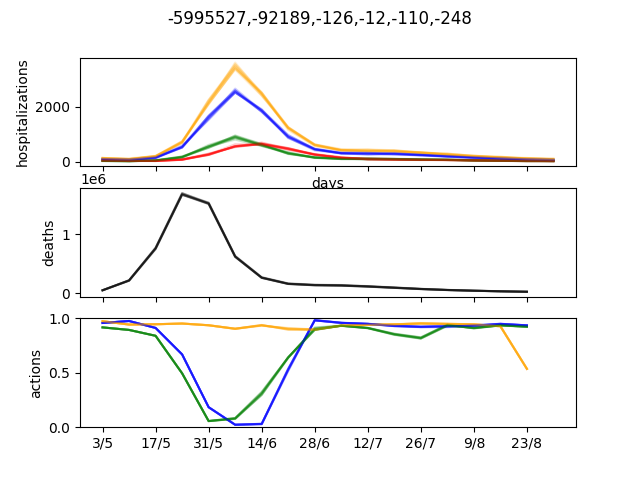 -5995527,-92189,-126,-12,-110,-248
hospitalizations
2000
0
days
1e6
deaths
1
0
actions
1.0
0.5
0.0
3/5 17/5 31/5 14/6 28/6 12/7 26/7 9/8 23/8